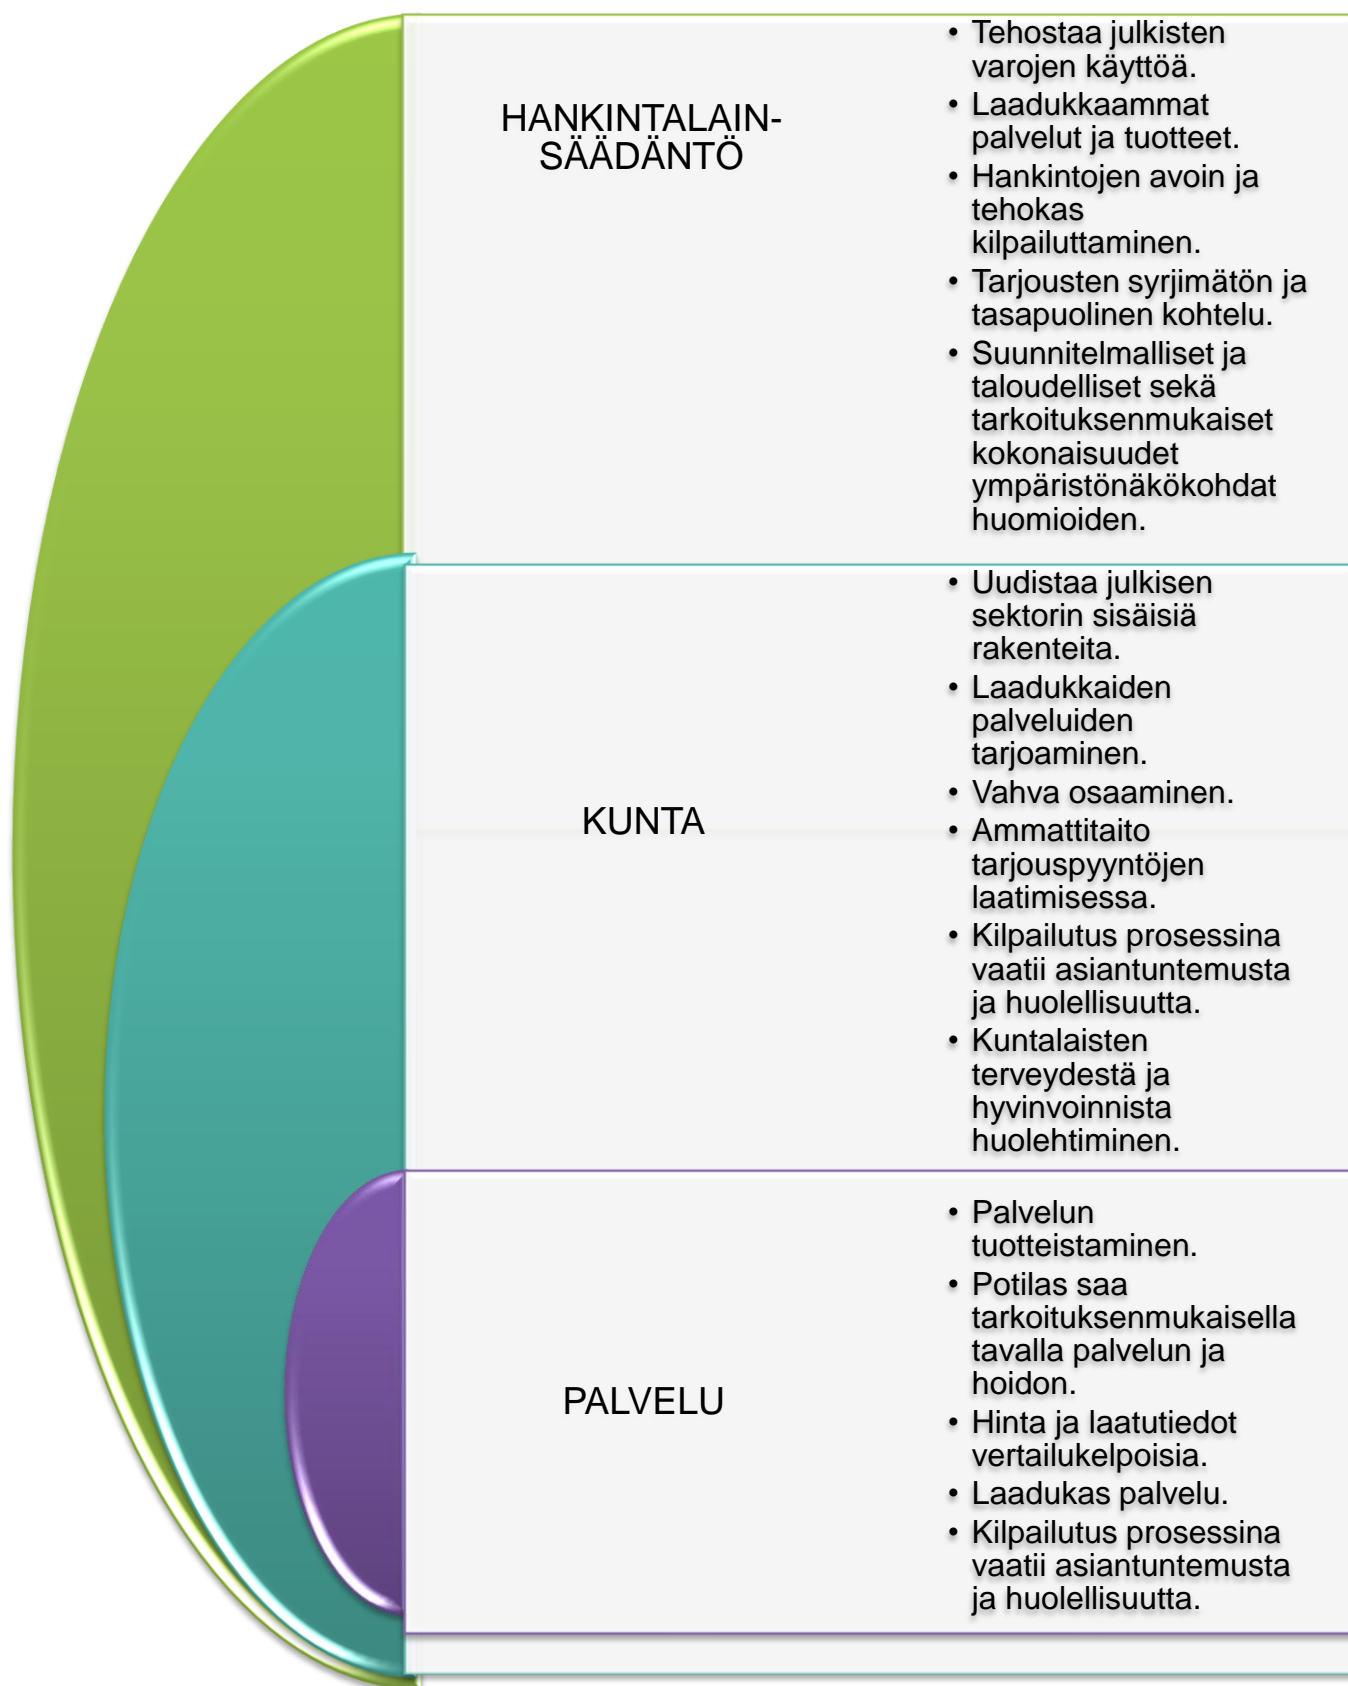 HANKINTALAIN-
SÄÄDÄNTÖ
• Tehostaa julkisten
varojen käyttöä.
• Laadukkaammat
palvelut ja tuotteet.
• Hankintojen avoin ja
tehokas
kilpailuttaminen.
• Tarjousten syrjimätön ja
tasapuolinen kohtelu.
• Suunnitelmalliset ja
taloudelliset sekä
tarkoituksenmukaiset
kokonaisuudet
ympäristönäkökohdat
huomioiden.
KUNTA
• Uudistaa julkisen
sektorin sisäisiä
rakenteita.
• Laadukkaiden
palveluiden
tarjoaminen.
• Vahva osaaminen.
• Ammattitaito
tarjouspyyntöjen
laatimisessa.
• Kilpailutus prosessina
vaatii asiantuntemusta
ja huolellisuutta.
• Kuntalaisten
terveydestä ja
hyvinvoinnista
huolehtiminen.
PALVELU
• Palvelun
tuotteistaminen.
• Potilas saa
tarkoituksenmukaisella
tavalla palvelun ja
hoidon.
• Hinta ja laatutiedot
vertailukelpoisia.
• Laadukas palvelu.
• Kilpailutus prosessina
vaatii asiantuntemusta
ja huolellisuutta.